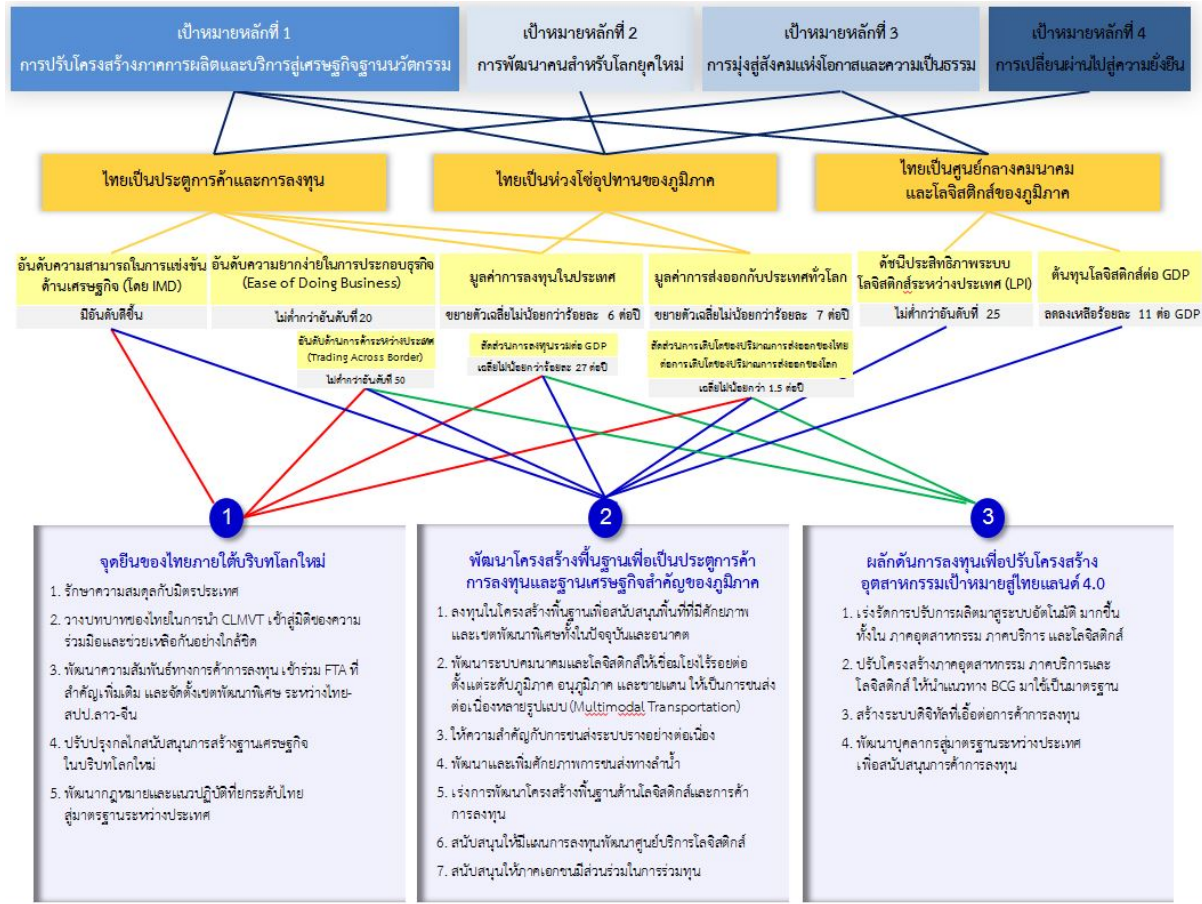 เป้าหมายหลักที่ 1
การปรับโครงสร้างภาคการผลิตและบริการสู่เศรษฐกิจฐานนวัตกรรม
เป้าหมายหลักที่ 2
การพัฒนาคนสำหรับโลกยุคใหม่
เป้าหมายหลักที่ 3
การมุ่งสู่สังคมแห่งโอกาสและความเป็นธรรม
เป้าหมายหลักที่ 4
การเปลี่ยนผ่านไปสู่ความยั่งยืน
ไทยเป็นประตูการค้าและการลงทุน
ไทยเป็นห่วงโซ่อุปทานของภูมิภาค
ไทยเป็นศูนย์กลางคมนาคม
และโลจิสติกส์ของภูมิภาค
อันดับความสามารถในการแข่งขัน
ด้านเศรษฐกิจ (โดย IMD)
มีอันดับดีขึ้น
อันดับความยากง่ายในการประกอบธุรกิจ
(Ease of Doing Business)
ไม่ต่ำกว่าอันดับที่ 20
อันดับด้านการค้าระหว่างประเทศ
(Trading Across Border)
ไม่ต่ำกว่าอันดับที่ 50
มูลค่าการลงทุนในประเทศ
ขยายตัวเฉลี่ยไม่น้อยกว่าร้อยละ 6 ต่อปี
สัดส่วนการลงทุนรวมต่อ GDP
เฉลี่ยไม่น้อยกว่าร้อยละ 27 ต่อปี
มูลค่าการส่งออกกับประเทศทั่วโลก
ขยายตัวเฉลี่ยไม่น้อยกว่าร้อยละ 7 ต่อปี
สัดส่วนการเติบโตของปริมาณการส่งออกของไทย
ต่อการเติบโตของปริมาณการส่งออกของโลก
เฉลี่ยไม่น้อยกว่า 1.5 ต่อปี
ดัชนีประสิทธิภาพระบบ
โลจิสติกส์ระหว่างประเทศ (LPI)
ไม่ต่ำกว่าอันดับที่ 25
ต้นทุนโลจิสติกส์ต่อ GDP
ลดลงเหลือร้อยละ 11 ต่อ GDP
1
จุดยืนของไทยภายใต้บริบทโลกใหม่
1. รักษาความสมดุลกับมิตรประเทศ
2. วางบทบาทของไทยในการนำ CLMVT เข้าสู่มิติของความ
ร่วมมือและช่วยเหลือกันอย่างใกล้ชิด
3. พัฒนาความสัมพันธ์ทางการค้าการลงทุน เข้าร่วม FTA ที่
สำคัญเพิ่มเติม และจัดตั้งเขตพัฒนาพิเศษ ระหว่างไทย-
สปป.ลาว-จีน
4. ปรับปรุงกลไกสนับสนุนการสร้างฐานเศรษฐกิจ
ในบริบทโลกใหม่
5. พัฒนากฎหมายและแนวปฏิบัติที่ยกระดับไทย
สู่มาตรฐานระหว่างประเทศ
2
พัฒนาโครงสร้างพื้นฐานเพื่อเป็นประตูการค้า
การลงทุนและฐานเศรษฐกิจสำคัญของภูมิภาค
1. ลงทุนในโครงสร้างพื้นฐานเพื่อสนับสนุนพื้นที่ที่มีศักยภาพ
และเขตพัฒนาพิเศษทั้งในปัจจุบันและอนาคต
2. พัฒนาระบบคมนาคมและโลจิสติกส์ให้เชื่อมโยงไร้รอยต่อ
ตั้งแต่ระดับภูมิภาค อนุภูมิภาค และชายแดน ให้เป็นการขนส่ง
ต่อเนื่องหลายรูปแบบ (Multimodal Transportation)
3. ให้ความสำคัญกับการขนส่งระบบรางอย่างต่อเนื่อง
4. พัฒนาและเพิ่มศักยภาพการขนส่งทางลำน้ำ
5. เร่งการพัฒนาโครงสร้างพื้นฐานด้านโลจิสติกส์และการค้า
การลงทุน
6. สนับสนุนให้มีแผนการลงทุนพัฒนาศูนย์บริการโลจิสติกส์
7. สนับสนุนให้ภาคเอกชนมีส่วนร่วมในการร่วมทุน
3
ผลักดันการลงทุนเพื่อปรับโครงสร้าง
อุตสาหกรรมเป้าหมายสู่ไทยแลนด์ 4.0
1. เร่งรัดการปรับการผลิตมาสู่ระบบอัตโนมัติ มากขึ้น
ทั้งใน ภาคอุตสาหกรรม ภาคบริการ และโลจิสติกส์
2. ปรับโครงสร้างภาคอุตสาหกรรม ภาคบริการและ
โลจิสติกส์ ให้นำแนวทาง BCG มาใช้เป็นมาตรฐาน
3. สร้างระบบดิจิทัลที่เอื้อต่อการค้าการลงทุน
4. พัฒนาบุคลากรสู่มาตรฐานระหว่างประเทศ
เพื่อสนับสนุนการค้าการลงทุน